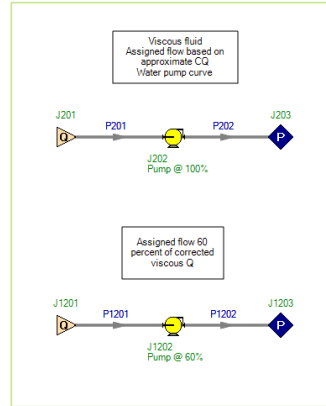 Viscous fluid
Assigned flow based on
approximate CQ
Water pump curve
J201
P201
P202
J203
Q
P
J202
Pump @ 100%
Assigned flow 60
percent of corrected
viscous Q
J1201
P1201
P1202
J1203
Q
P
J1202
Pump @ 60%